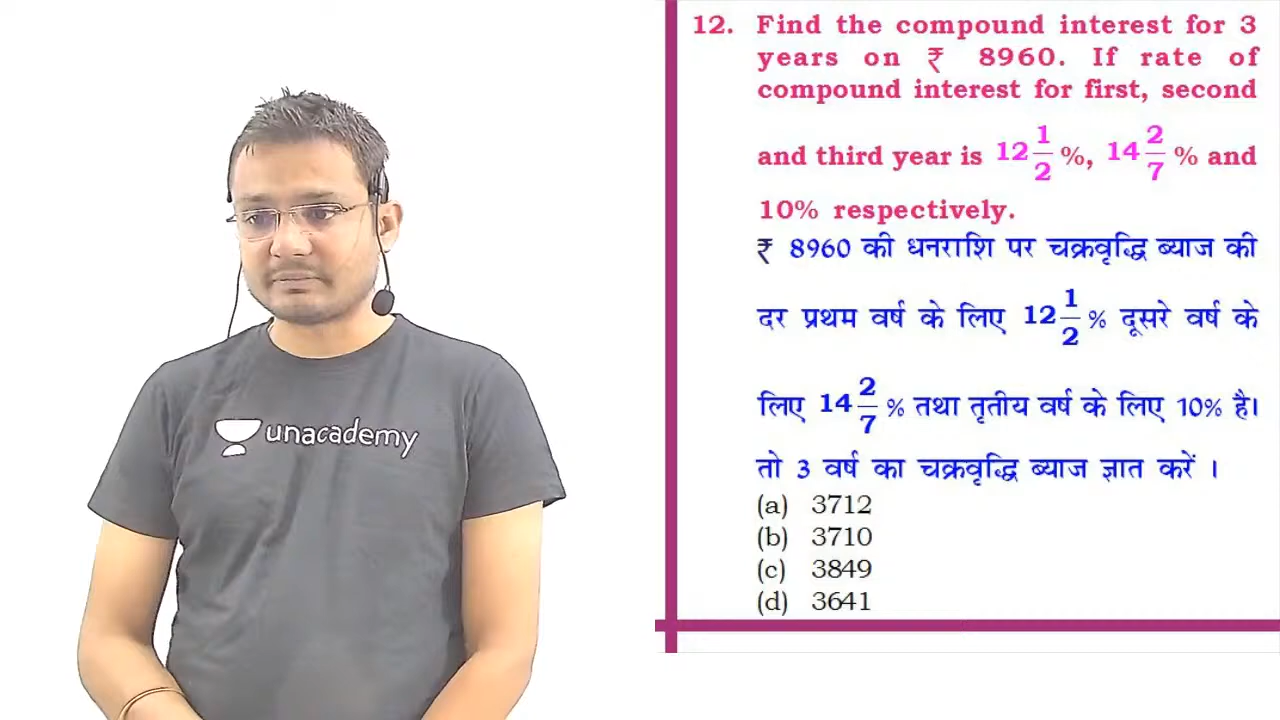 unacademy
12. Find the compound interest for 3
years on ₹ 8960. If rate of
compound interest for first, second
and third year is 12 1/2 %, 14 2/7 % and
10% respectively.
₹ 8960 की धनराशि पर चक्रवृद्धि ब्याज की
दर प्रथम वर्ष के लिए 12 1/2 % दूसरे वर्ष के
लिए 14 2/7 % तथा तृतीय वर्ष के लिए 10% है।
तो 3 वर्ष का चक्रवृद्धि ब्याज ज्ञात करें ।
(a) 3712
(b) 3710
(c) 3849
(d) 3641